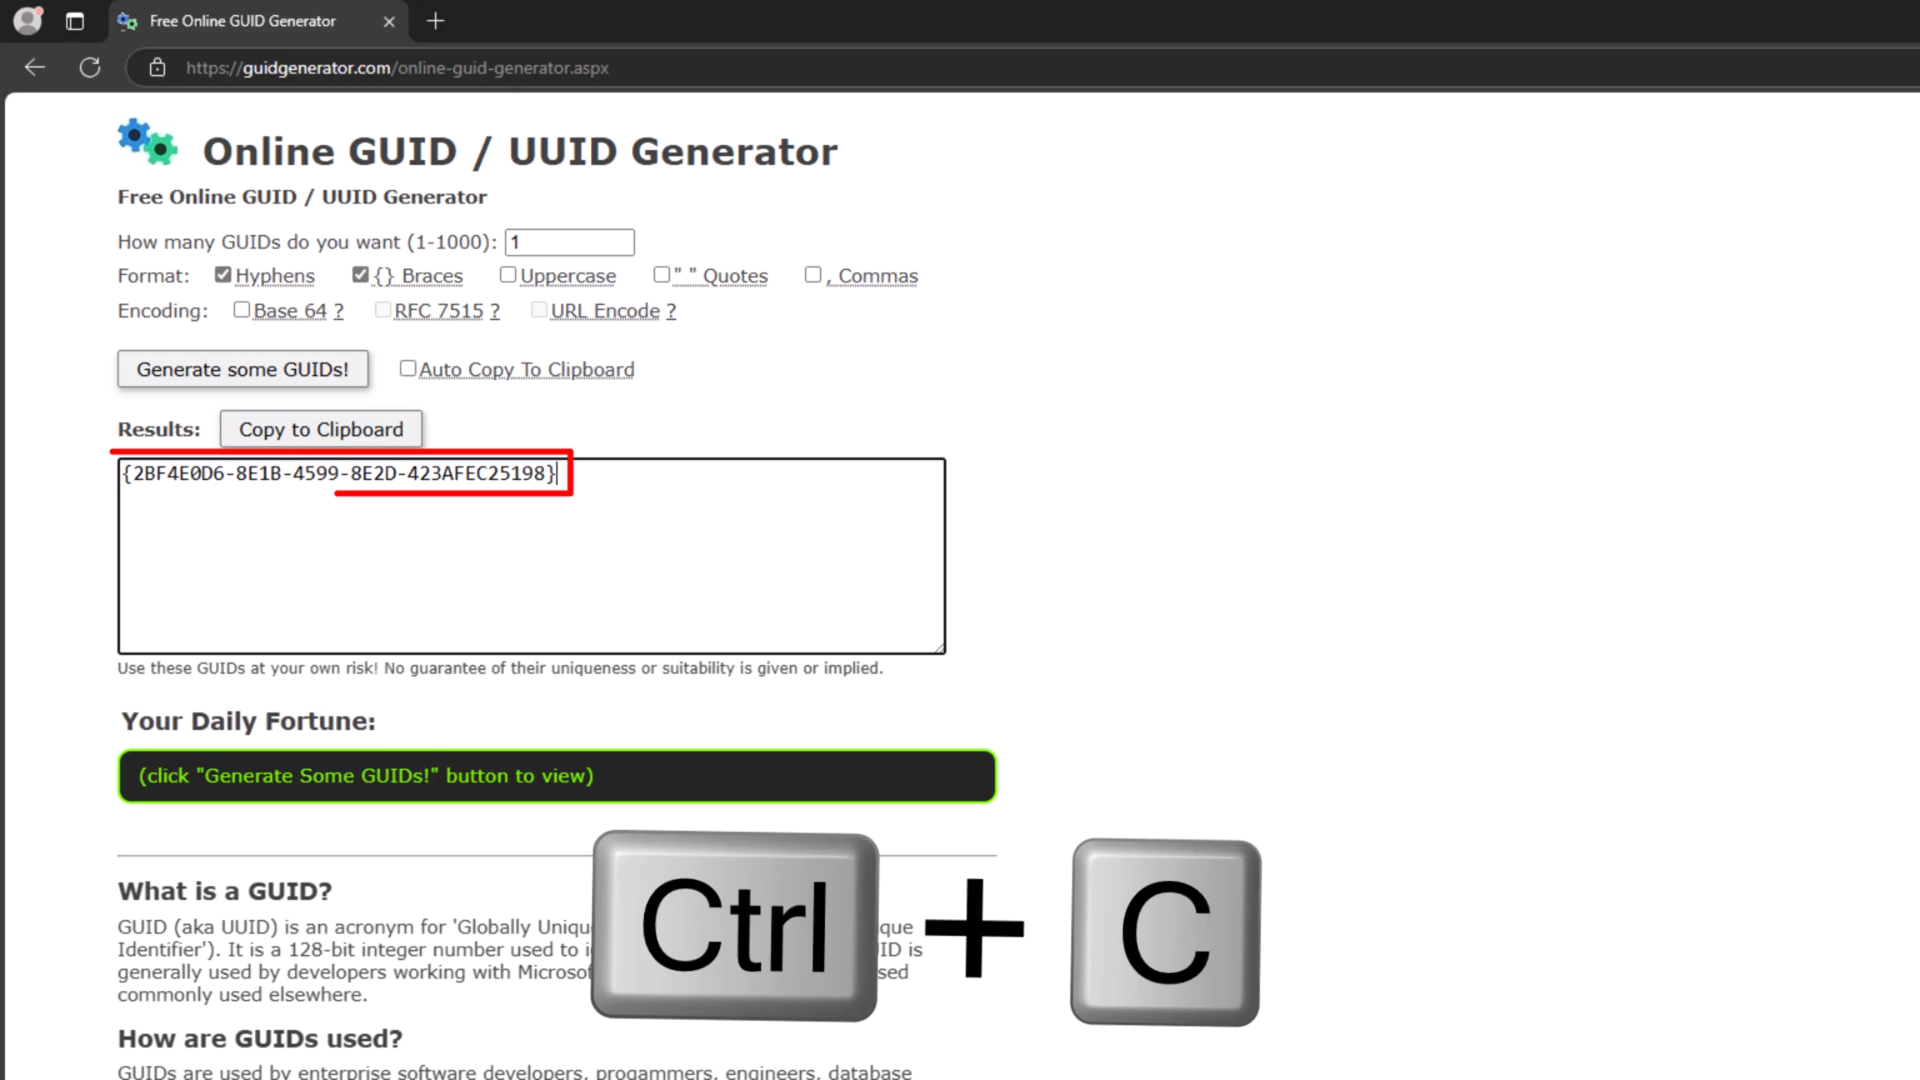 Free Online GUID Generator
https://guidgenerator.com/online-guid-generator.aspx
Online GUID / UUID Generator
Free Online GUID / UUID Generator
How many GUIDs do you want (1-1000): 1
Format: Hyphens {} Braces Uppercase " " Quotes , Commas
Encoding: Base 64 ? RFC 7515 ? URL Encode ?
Generate some GUIDs! Auto Copy To Clipboard
Results: Copy to Clipboard
{2BF4E0D6-8E1B-4599-8E2D-423AFEC25198}
Use these GUIDs at your own risk! No guarantee of their uniqueness or suitability is given or implied.
Your Daily Fortune:
(click "Generate Some GUIDs!" button to view)
What is a GUID?
GUID (aka UUID) is an acronym for 'Globally
Identifier'). It is a 128-bit integer number used to is
generally used by developers working with
commonly used elsewhere.
Ctrl + C
How are GUIDs used?
GUIDs are used by enterprise software developers, progammers, engineers, database